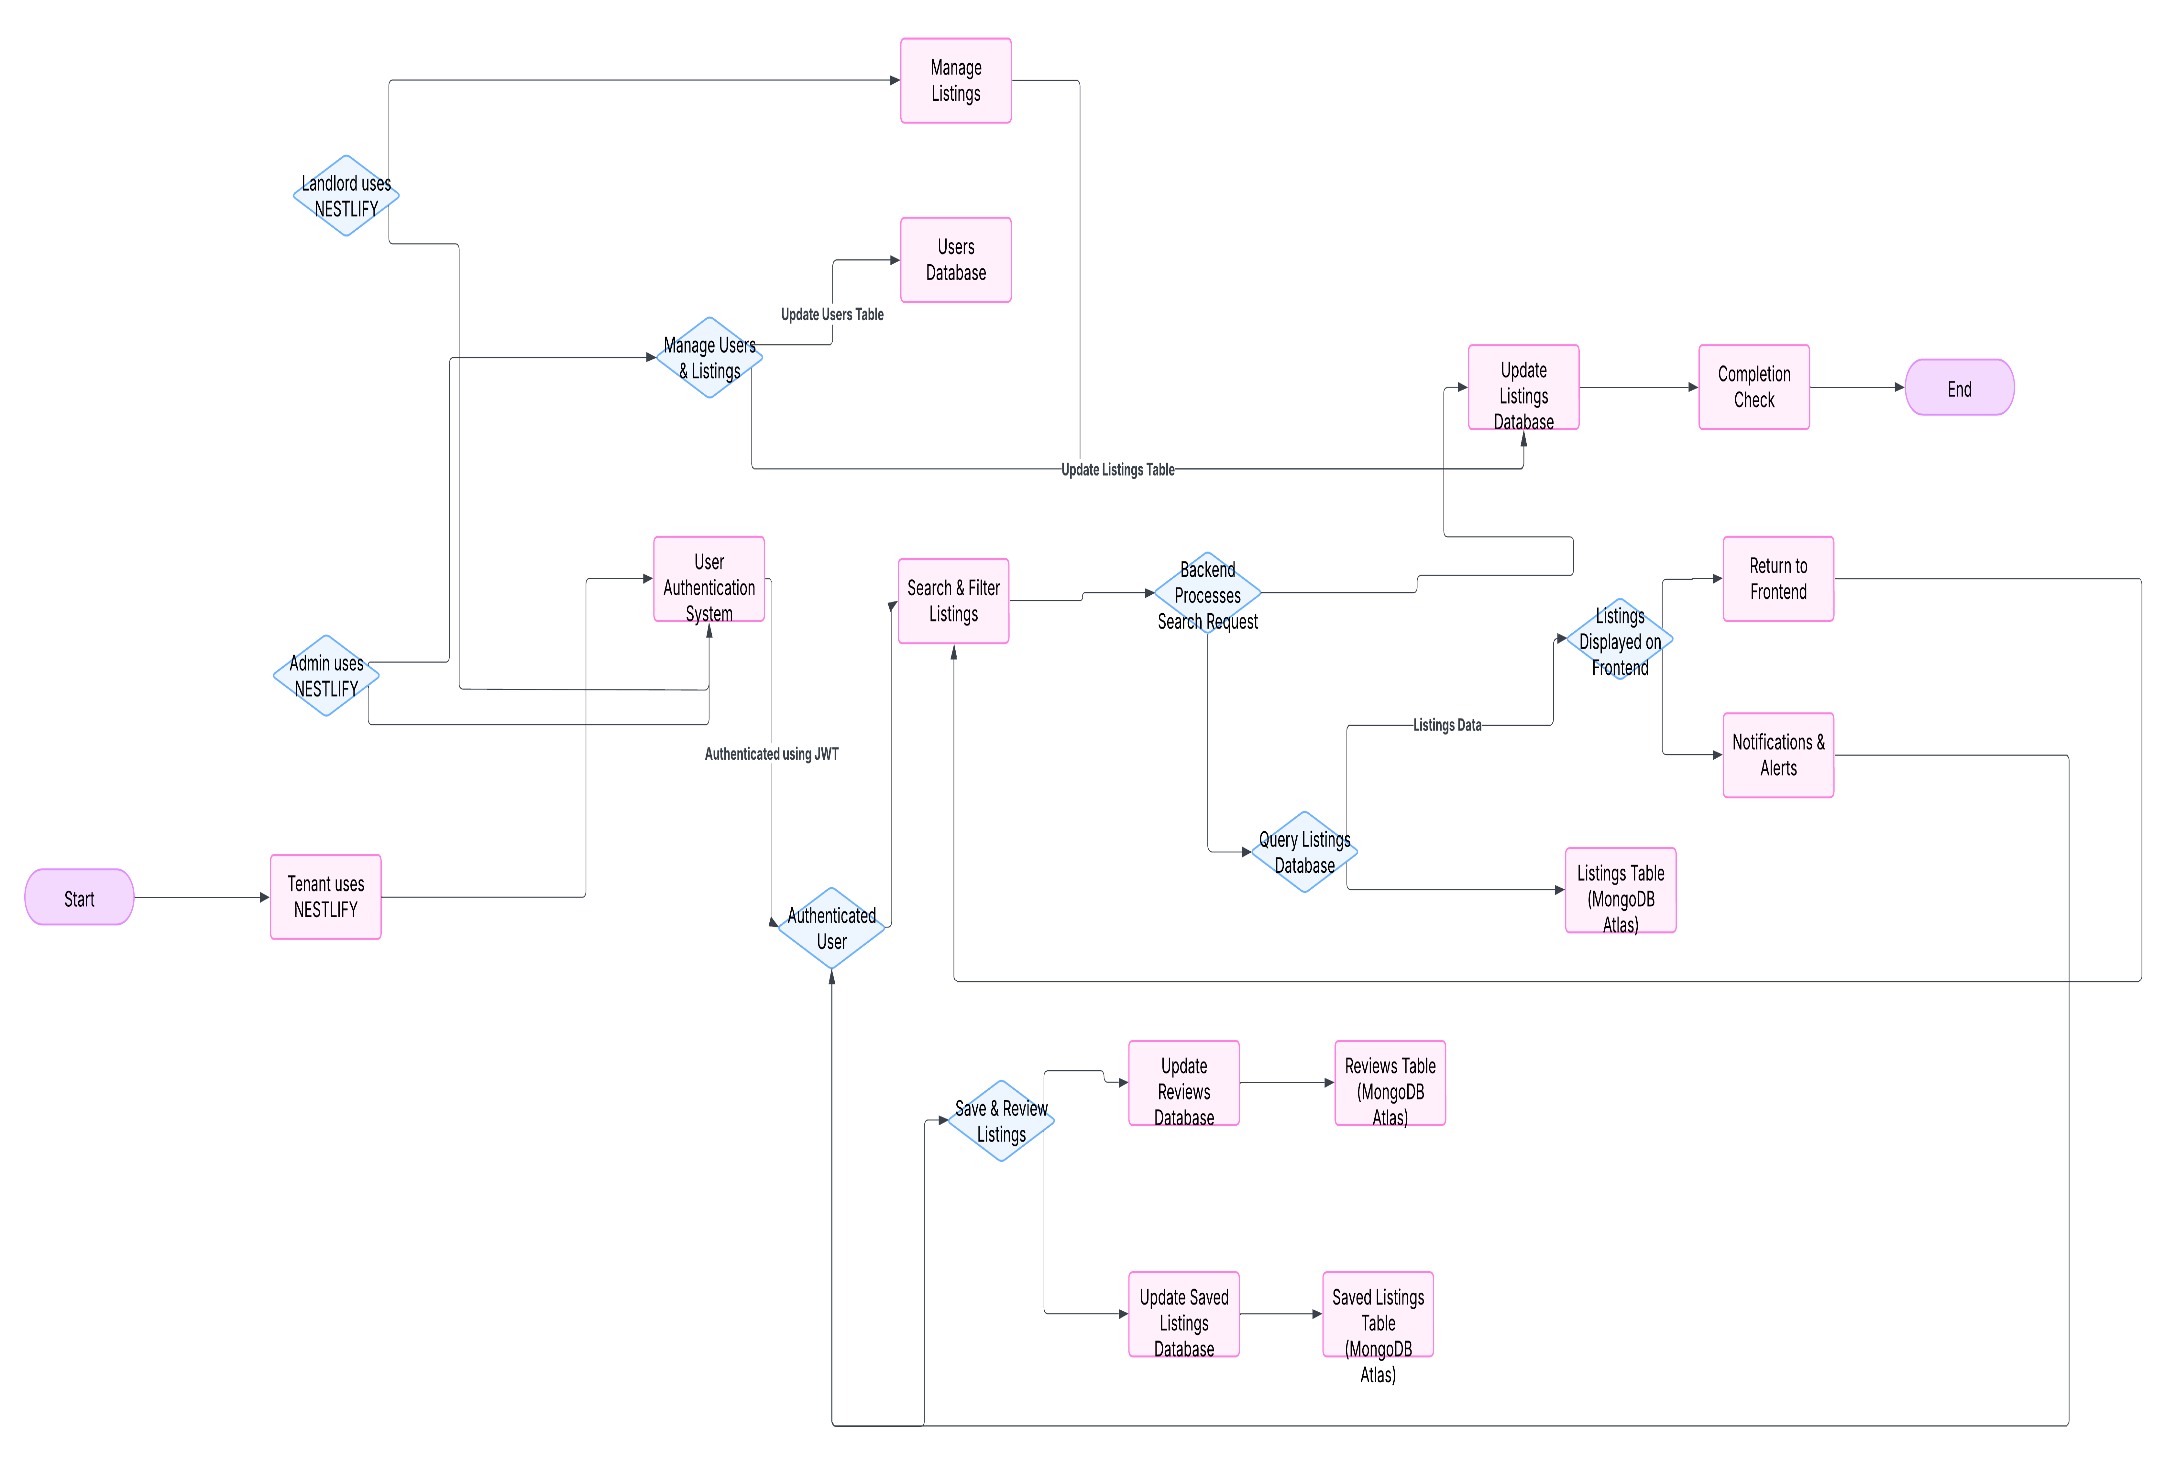 Manage
Listings
Landlord uses
NESTLIFY
Users
Database
Update Users Table
Manage Users
& Listings
Update
Listings
Database
Completion
Check
End
Update Listings Table
User
Authentication
System
Search & Filter
Listings
Backend
Processes
Search Request
Return to
Frontend
Listings
Displayed on
Frontend
Admin uses
NESTLIFY
Listings Data
Notifications &
Alerts
Authenticated using JWT
Query Listings
Database
Listings Table
(MongoDB
Atlas)
Start
Tenant uses
NESTLIFY
Authenticated
User
Update
Reviews
Database
Reviews Table
(MongoDB
Atlas)
Save & Review
Listings
Update Saved
Listings
Database
Saved Listings
Table
(MongoDB
Atlas)